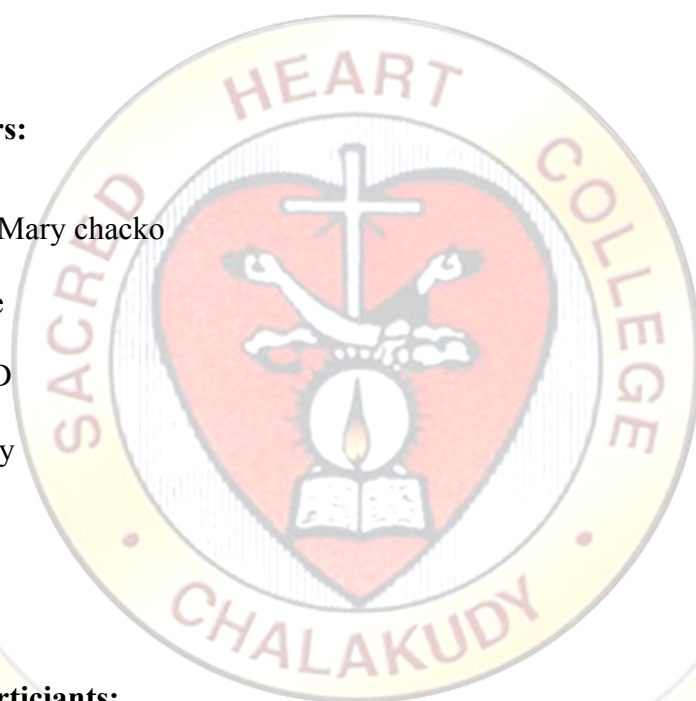 HEART
SACRED
COLLEGE
rs:
Mary chacko
e
D
y
• CHALAKUDY •
rticiants: